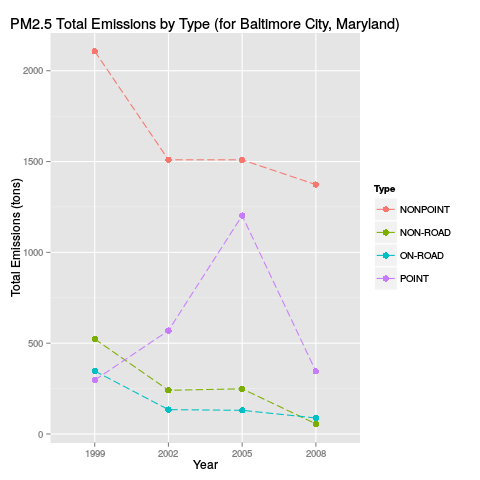 PM2.5 Total Emissions by Type (for Baltimore City, Maryland)
Total Emissions (tons)
2000
1500
1000
500
0
1999 2002 2005 2008
Year
Type
NONPOINT
NON-ROAD
ON-ROAD
POINT